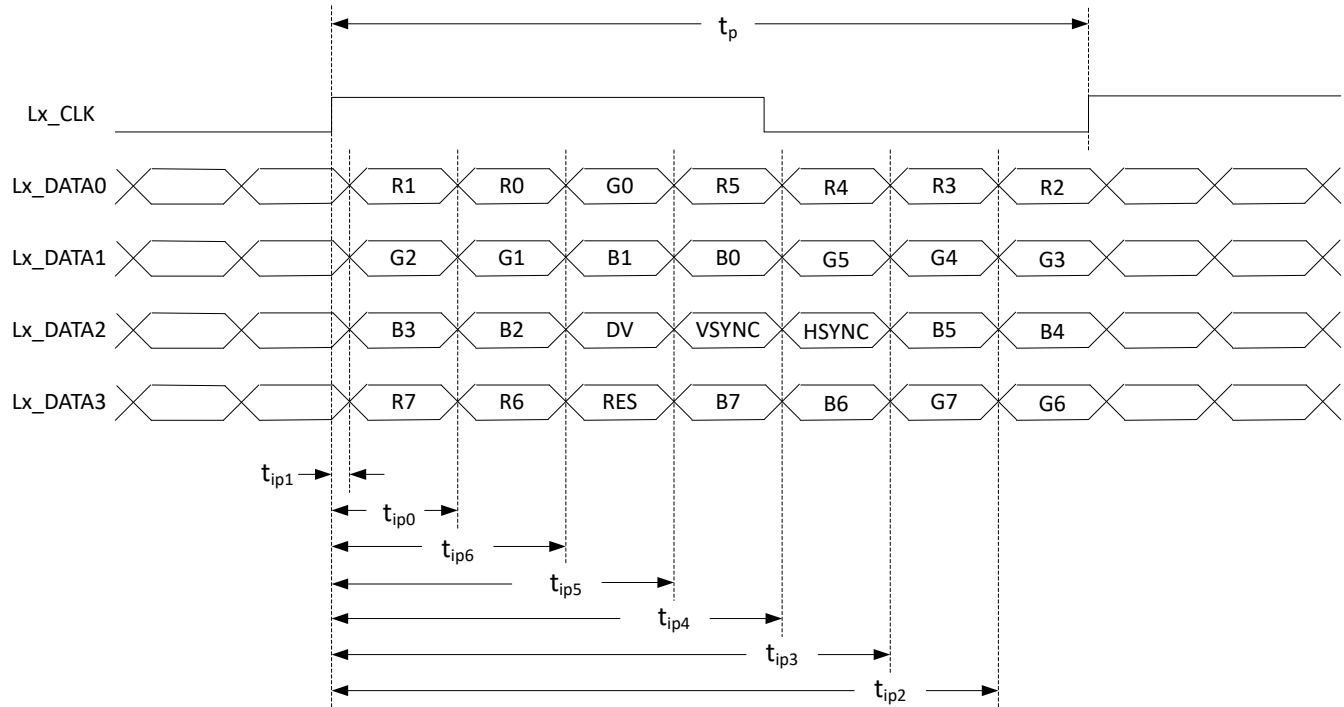 tp
Lx_CLK
Lx_DATA0 R1 R0 G0 R5 R4 R3 R2
Lx_DATA1 G2 G1 B1 B0 G5 G4 G3
Lx_DATA2 B3 B2 DV VSYNC HSYNC B5 B4
Lx_DATA3 R7 R6 RES B7 B6 G7 G6
tip1
tip0
tip6
tip5
tip4
tip3
tip2